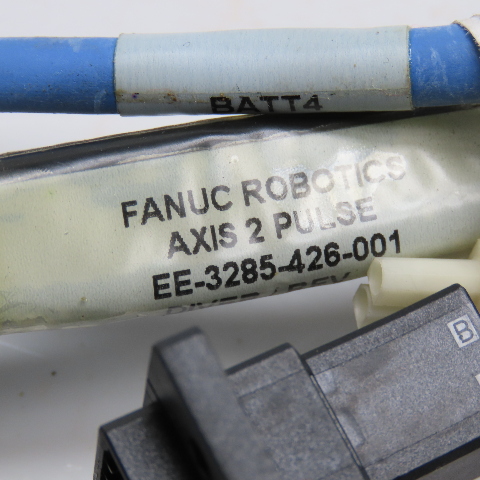 BATT4
FANUC ROBOTICS
AXIS 2 PULSE
EE-3285-426-001
B